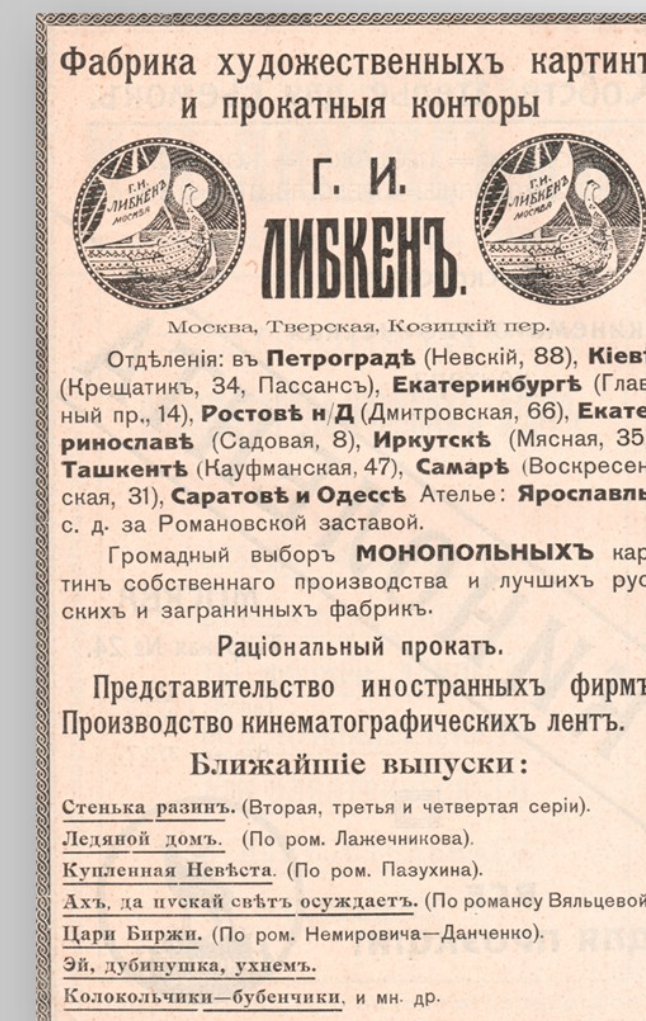 Фабрика художественныхъ картинъ
и прокатныя конторы
Г. И.
ЛИБКЕНЪ
МОСКВА
Г. И.
ЛИБКЕНЪ.
Г. И.
ЛИБКЕНЪ
МОСКВА
Москва, Тверская, Козицкій пер.
Отдѣленія: въ Петроградѣ (Невскій, 88), Кіевѣ
(Крещатикъ, 34, Пассансъ), Екатеринбургѣ (Глав
ный пр., 14), Ростовѣ н/Д (Дмитровская, 66), Екате
ринославѣ (Садовая, 8), Иркутскѣ (Мясная, 35
Ташкентѣ (Кауфманская, 47), Самарѣ (Воскресен
ская, 31), Саратовѣ и Одессѣ Ателье: Ярославль
с. д. за Романовской заставой.
Громадный выборъ МОНОПОЛЬНЫХЪ кар
тинъ собственнаго производства и лучшихъ рус
скихъ и заграничныхъ фабрикъ.
Раціональный прокатъ.
Представительство иностранныхъ фирмъ
Производство кинематографическихъ лентъ.
Ближайшіе выпуски:
Стенька разинъ. (Вторая, третья и четвертая серіи).
Ледяной домъ. (По ром. Лажечникова).
Купленная Невѣста. (По ром. Пазухина).
Ахъ, да пускай свѣтъ осуждаетъ. (По романсу Вяльцевой
Цари Биржи. (По ром. Немировича—Данченко).
Эй, дубинушка, ухнемъ.
Колокольчики—бубенчики, и мн. др.